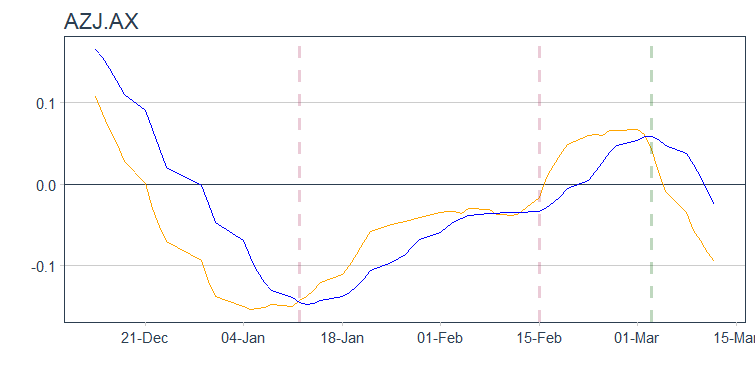 AZJ.AX
0.1
0.0
-0.1
21-Dec
04-Jan
18-Jan
01-Feb
15-Feb
01-Mar
15-Mar